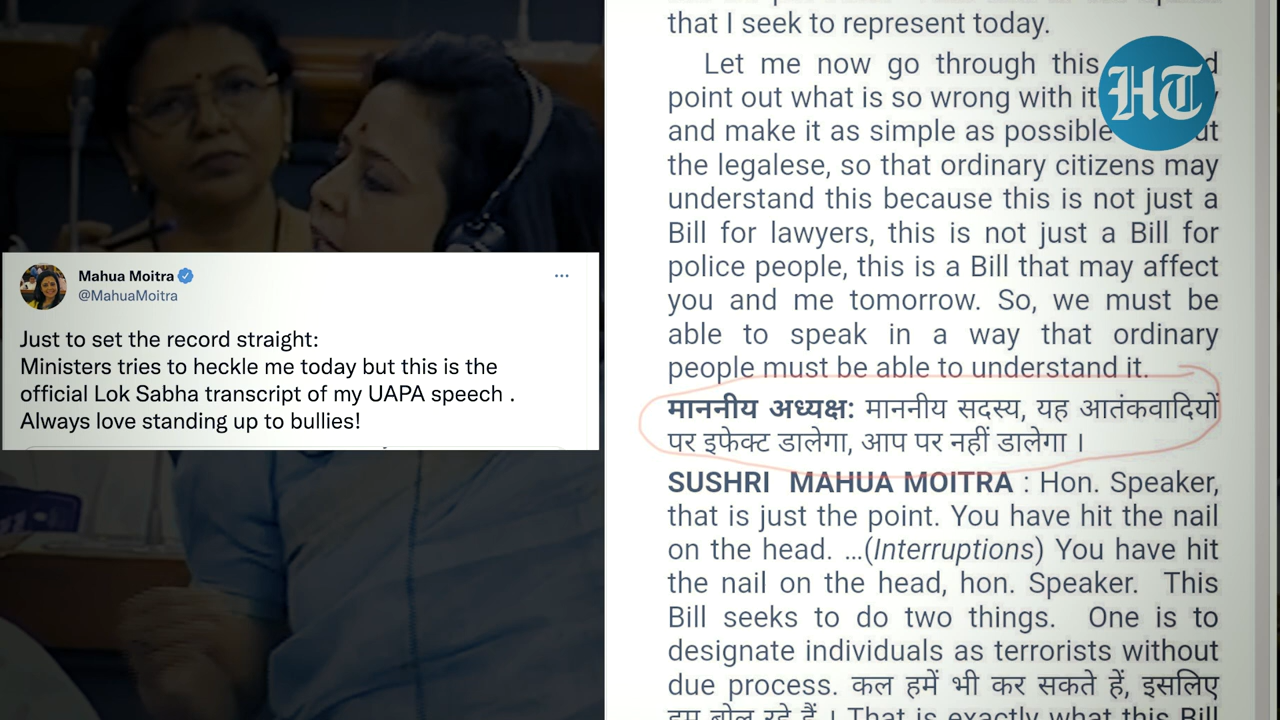 Mahua Moitra
@MahuaMoitra
Just to set the record straight:
Ministers tries to heckle me today but this is the
official Lok Sabha transcript of my UAPA speech .
Always love standing up to bullies!
that I seek to represent today.
Let me now go through this
point out what is so wrong with it
and make it as simple as possible
the legalese, so that ordinary citizens may
understand this because this is not just a
Bill for lawyers, this is not just a Bill for
police people, this is a Bill that may affect
you and me tomorrow. So, we must be
able to speak in a way that ordinary
people must be able to understand it.
माननीय अध्यक्ष: माननीय सदस्य, यह आतंकवादियों
पर इफेक्ट डालेगा, आप पर नहीं डालेगा ।
SUSHRI MAHUA MOITRA : Hon. Speaker,
that is just the point. You have hit the nail
on the head. ...(Interruptions) You have hit
the nail on the head, hon. Speaker. This
Bill seeks to do two things. One is to
designate individuals as terrorists without
due process. कल हमें भी कर सकते हैं, इसलिए
हम बोल रहे हैं । That is exactly what this Bill
HT